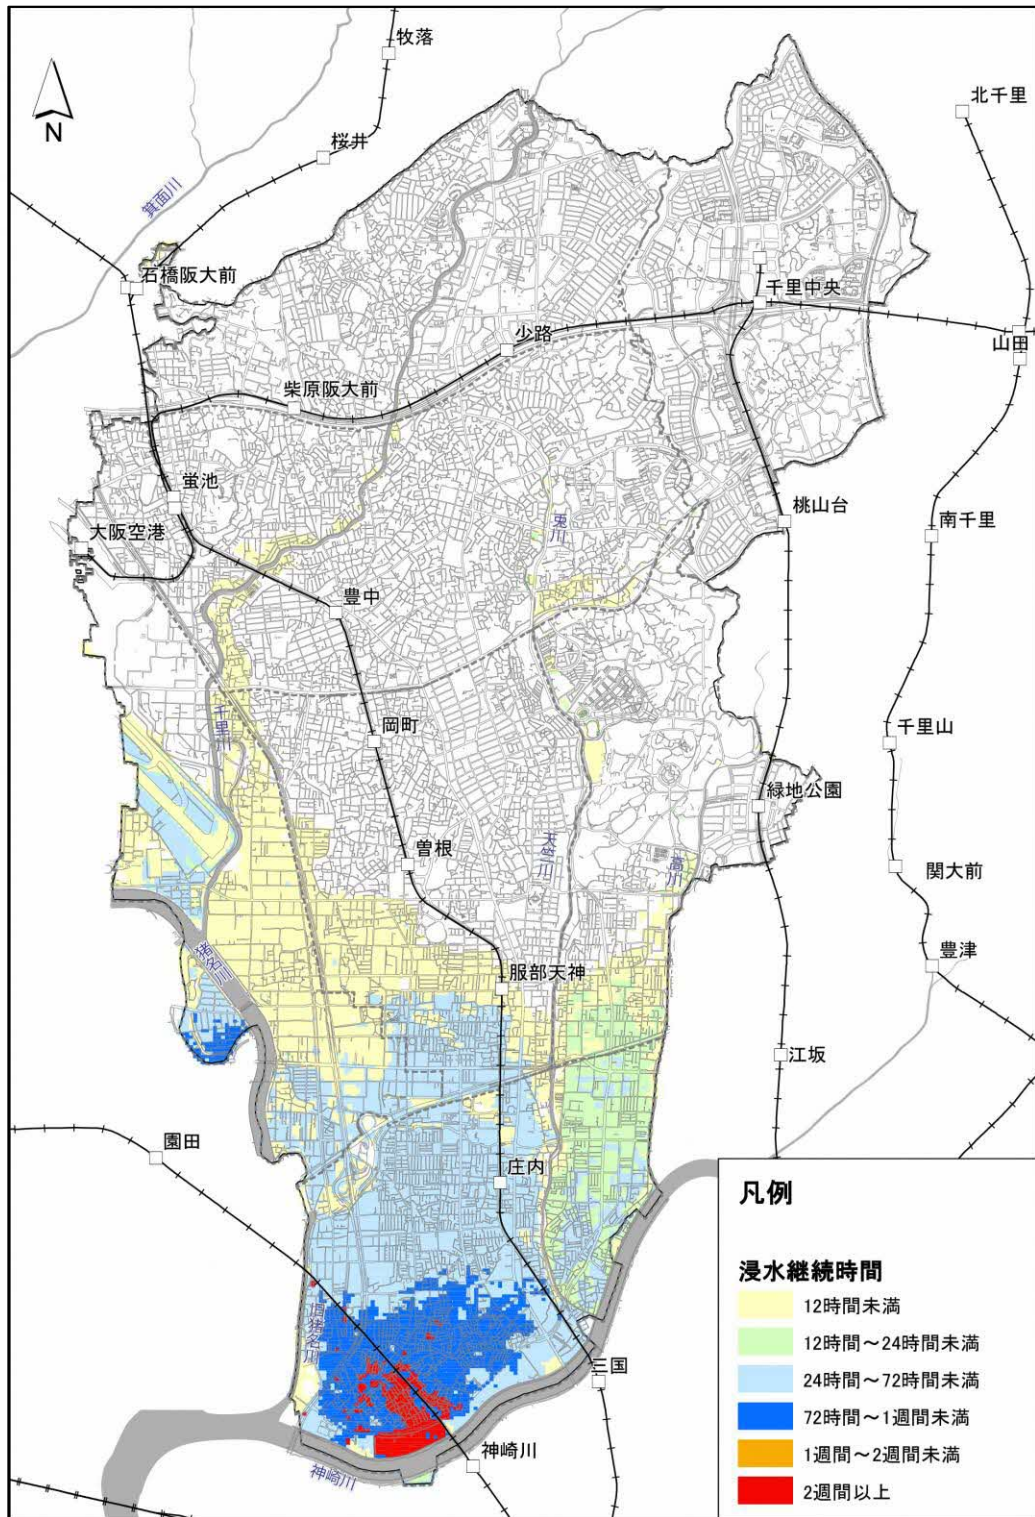 牧落
北千里
桜井
N
箕面川
石橋阪大前
千里中央
少路
山田
柴原阪大前
蛍池
桃山台
大阪空港
兎川
南千里
豊中
千里川
岡町
千里山
緑地公園
曽根
天竺川
高川
関大前
猪名川
服部天神
豊津
江坂
園田
庄内
旧猪名川
三国
神崎川
神崎川
凡例
浸水継続時間
12時間未満
12時間～24時間未満
24時間～72時間未満
72時間～1週間未満
1週間～2週間未満
2週間以上